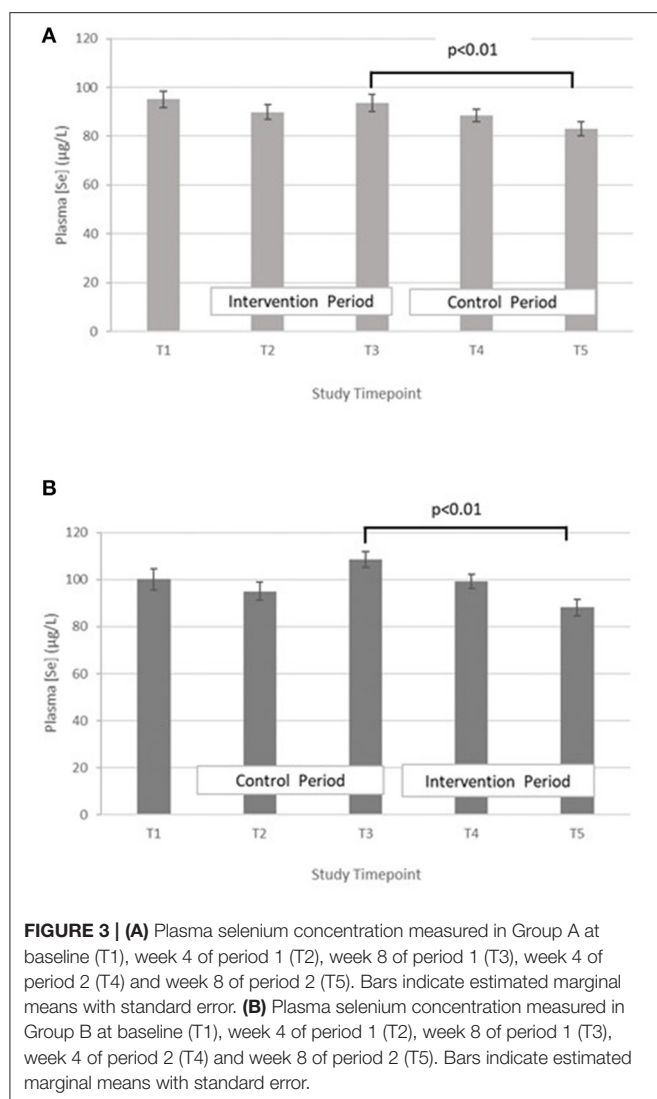 A
p<0.01
120
100
80
60
40
20
0
Plasma [Se] (µg/L)
Intervention Period
Control Period
T1 T2 T3 T4 T5
Study Timepoint
B
p<0.01
120
100
80
60
40
20
0
Plasma [Se] (µg/L)
Control Period
Intervention Period
T1 T2 T3 T4 T5
Study Timepoint
FIGURE 3 | (A) Plasma selenium concentration measured in Group A at
baseline (T1), week 4 of period 1 (T2), week 8 of period 1 (T3), week 4 of
period 2 (T4) and week 8 of period 2 (T5). Bars indicate estimated marginal
means with standard error. (B) Plasma selenium concentration measured in
Group B at baseline (T1), week 4 of period 1 (T2), week 8 of period 1 (T3),
week 4 of period 2 (T4) and week 8 of period 2 (T5). Bars indicate estimated
marginal means with standard error.